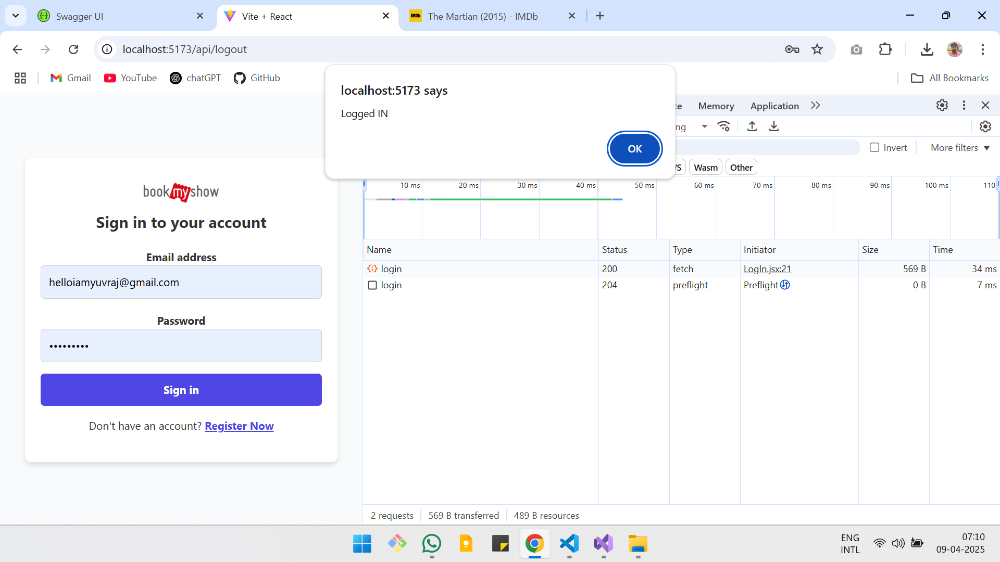 Swagger UI
Vite + React
IMDb The Martian (2015) - IMDb
localhost:5173/api/logout
Gmail YouTube chatGPT GitHub
All Bookmarks
localhost:5173 says
Logged IN
OK
Memory Application
ng
Invert More filters
Wasm Other
10 ms 20 ms 30 ms 40 ms 50 ms 60 ms 70 ms 80 ms 90 ms 100 ms 110
book my show
Sign in to your account
Email address
helloiamyuvraj@gmail.com
Password
•••••••••
Sign in
Don't have an account? Register Now
Name Status Type Initiator Size Time
login 200 fetch LogIn.jsx:21 569 B 34 ms
login 204 preflight Preflight 0 B 7 ms
2 requests 569 B transferred 489 B resources
ENG
INTL
07:10
09-04-2025